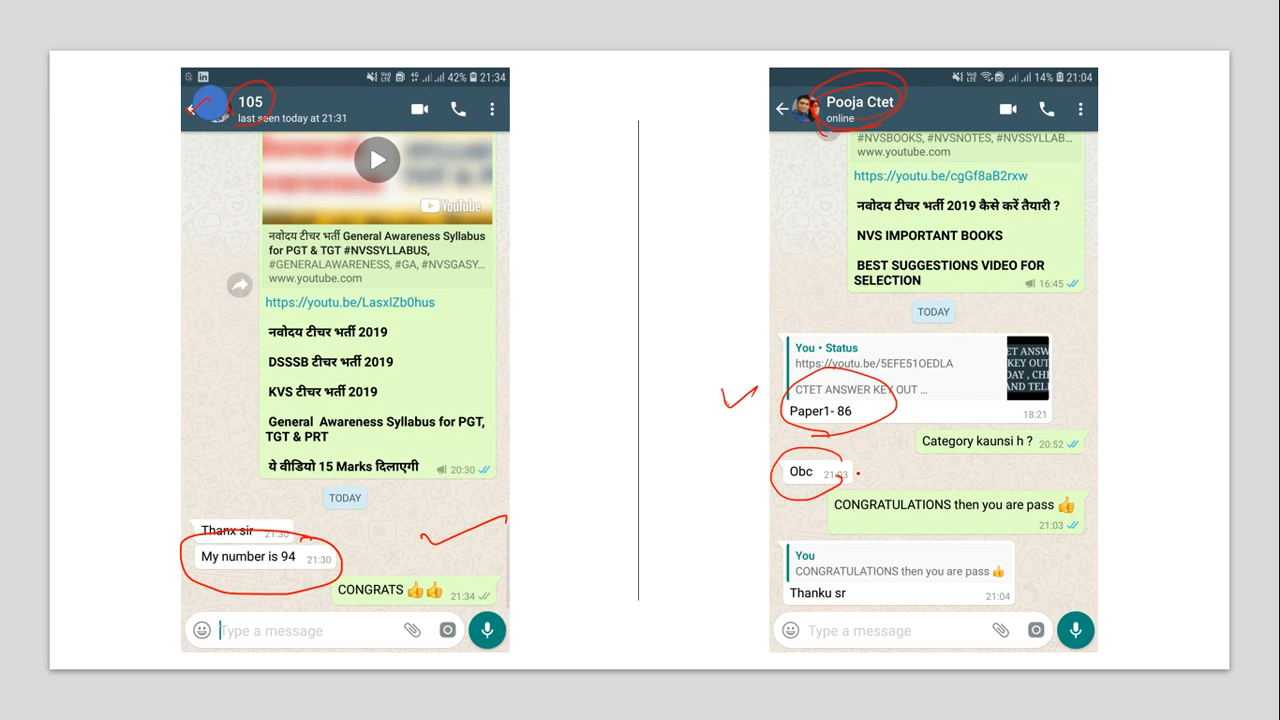 42% 21:34
105
last seen today at 21:31
YouTube
नवोदय टीचर भर्ती General Awareness Syllabus
for PGT & TGT #NVSSYLLABUS,
#GENERALAWARENESS, #GA, #NVSGASY...
www.youtube.com
https://youtu.be/LasxlZb0hus
नवोदय टीचर भर्ती 2019
DSSSB टीचर भर्ती 2019
KVS टीचर भर्ती 2019
General Awareness Syllabus for PGT,
TGT & PRT
ये वीडियो 15 Marks दिलाएगी 20:30
TODAY
Thanx sir 21:30
My number is 94 21:30
CONGRATS 👍👍 21:34
Type a message
14% 21:04
Pooja Ctet
online
#NVSBOOKS, #NVSNOTES, #NVSSYLLAB...
www.youtube.com
https://youtu.be/cgGf8aB2rxw
नवोदय टीचर भर्ती 2019 कैसे करें तैयारी ?
NVS IMPORTANT BOOKS
BEST SUGGESTIONS VIDEO FOR
SELECTION 16:45
TODAY
You • Status
https://youtu.be/5EFE51OEDLA
CTET ANSWER KEY OUT ...
Paper1- 86 18:21
Category kaunsi h ? 20:52
Obc 21:03
CONGRATULATIONS then you are pass 👍
21:03
You
CONGRATULATIONS then you are pass 👍
Thanku sr 21:04
Type a message